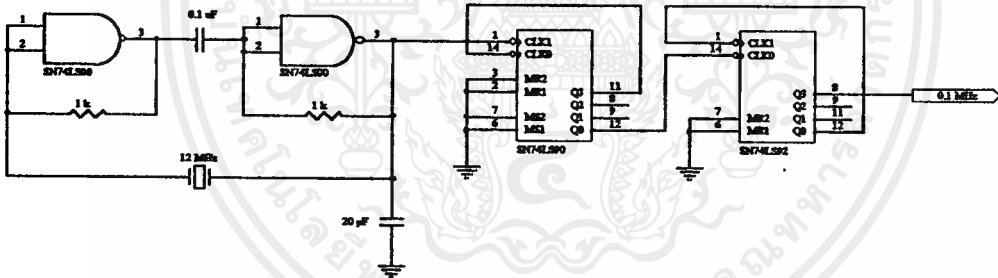 1
2
3
SN74LS00
1 k
0.1 uF
1
2
3
SN74LS00
1 k
12 MHz
20 pF
1
14
CLK1
CLK0
3
2
MR2
MR1
7
6
MS2
MS1
11
8
9
12
Q3
Q2
Q1
Q0
SN74LS90
1
14
CLK1
CLK0
7
6
MR2
MR1
8
9
11
12
Q3
Q2
Q1
Q0
SN74LS92
0.1 MHz